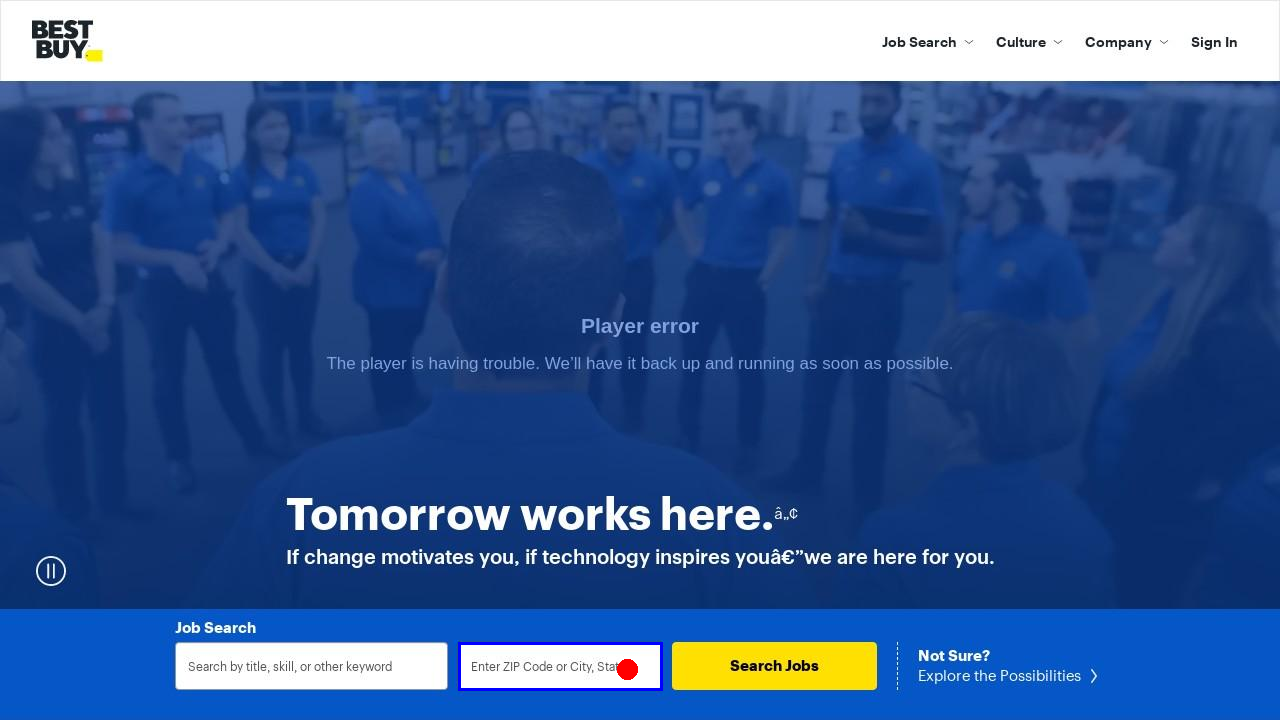 BEST
BUY
Job Search
Culture
Company
Sign In
Player error
The player is having trouble. We’ll have it back up and running as soon as possible.
Tomorrow works here.â„¢
If change motivates you, if technology inspires youâ€”we are here for you.
Job Search
Search by title, skill, or other keyword
Enter ZIP Code or City, Stat
Search Jobs
Not Sure?
Explore the Possibilities